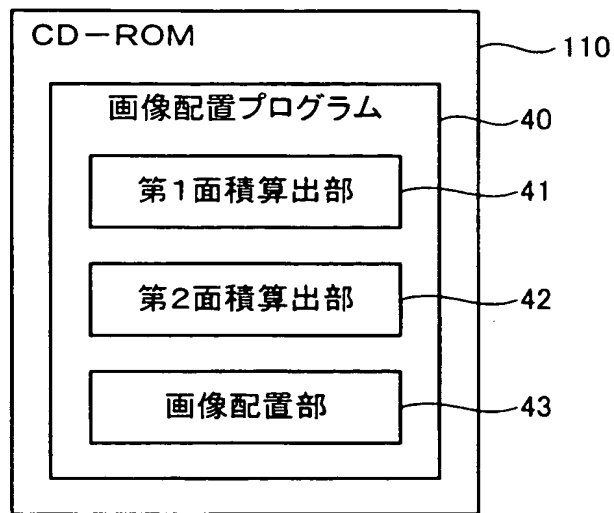 CD−ROM
110
画像配置プログラム
40
第1面積算出部
41
第2面積算出部
42
画像配置部
43